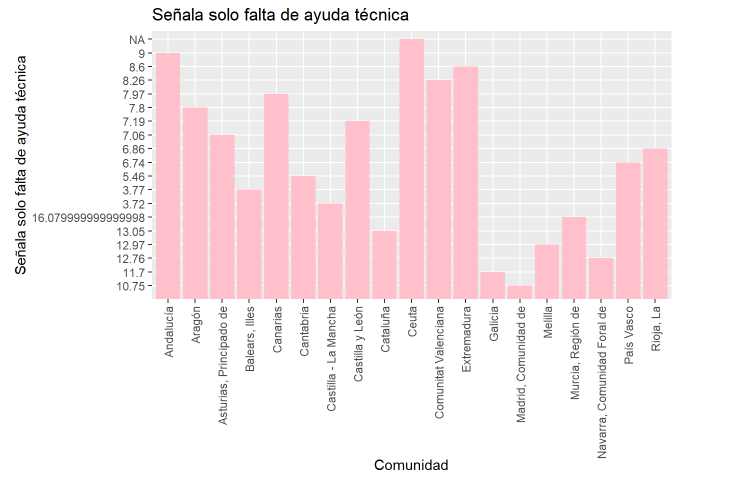 Señala solo falta de ayuda técnica
Señala solo falta de ayuda técnica
NA
9
8.6
8.26
7.97
7.8
7.19
7.06
6.86
6.74
5.46
3.77
3.72
16.079999999999998
13.05
12.97
12.76
11.7
10.75
Andalucía
Aragón
Asturias, Principado de
Balears, Illes
Canarias
Cantabria
Castilla - La Mancha
Castilla y León
Cataluña
Ceuta
Comunitat Valenciana
Extremadura
Galicia
Madrid, Comunidad de
Melilla
Murcia, Región de
Navarra, Comunidad Foral de
País Vasco
Rioja, La
Comunidad